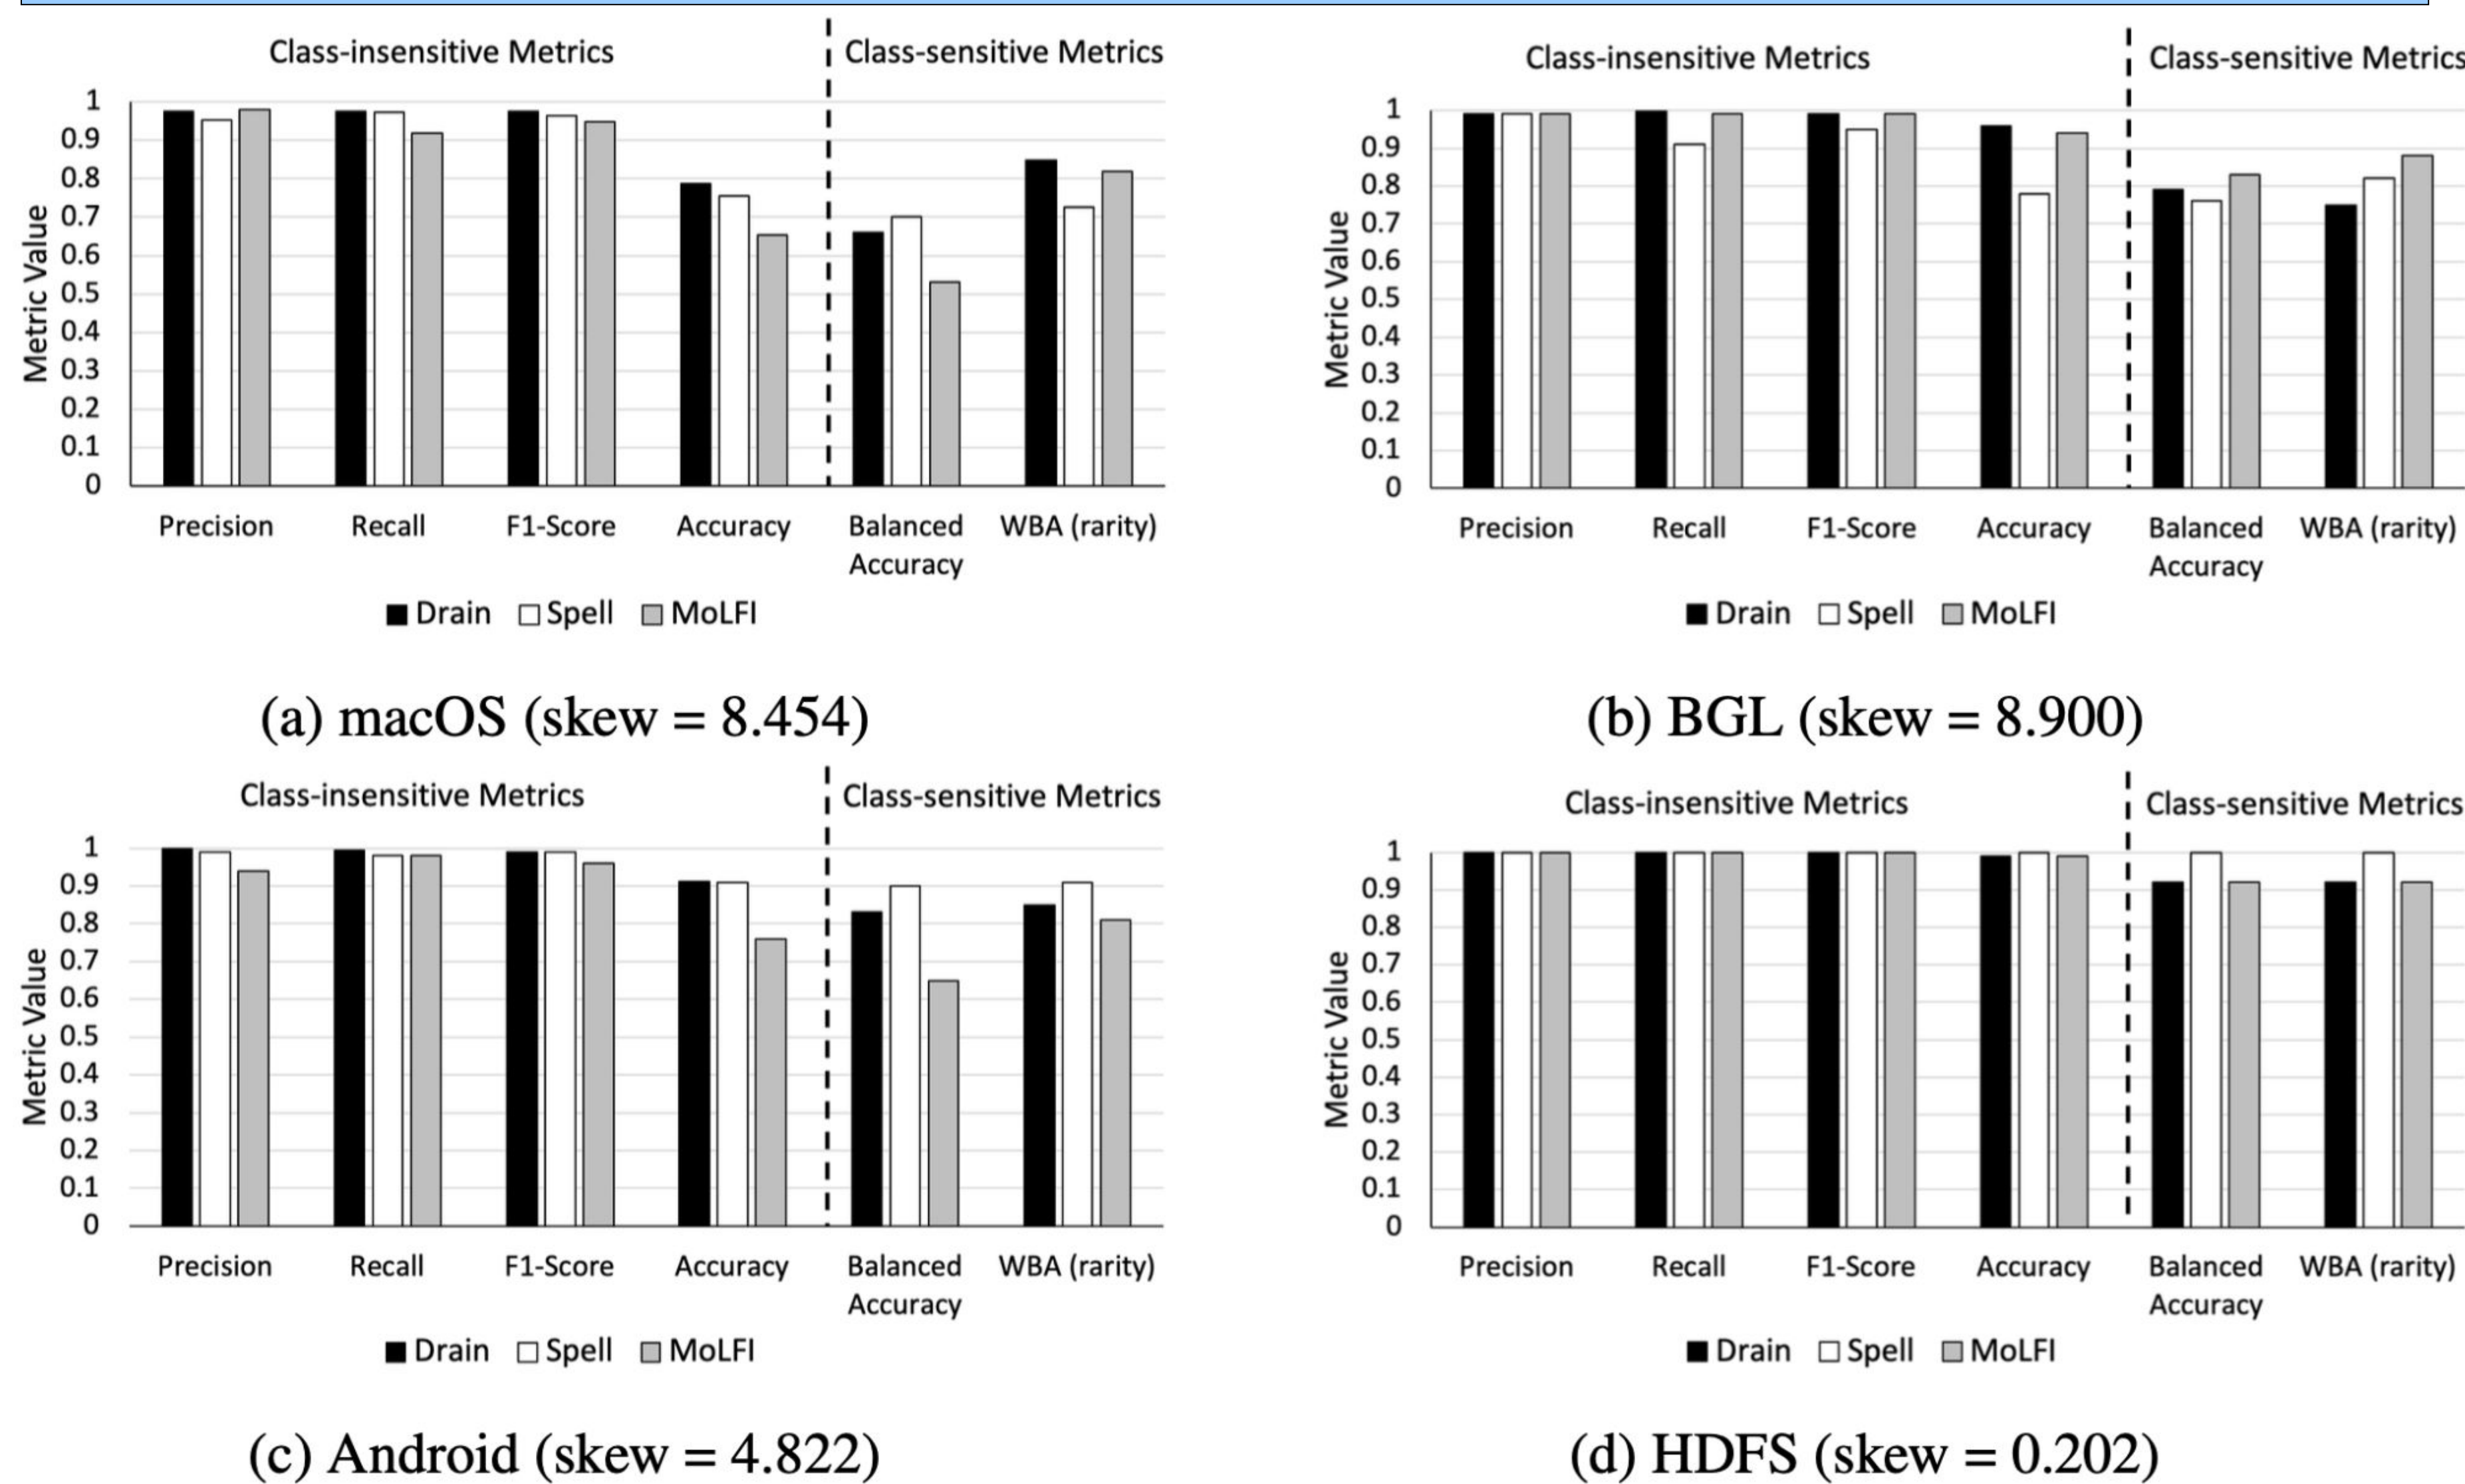 Class-insensitive Metrics
Class-sensitive Metrics
Metric Value
1
0.9
0.8
0.7
0.6
0.5
0.4
0.3
0.2
0.1
0
Precision Recall F1-Score Accuracy Balanced Accuracy WBA (rarity)
Drain Spell MoLFI
(a) macOS (skew = 8.454)
Class-insensitive Metrics
Class-sensitive Metrics
Metric Value
1
0.9
0.8
0.7
0.6
0.5
0.4
0.3
0.2
0.1
0
Precision Recall F1-Score Accuracy Balanced Accuracy WBA (rarity)
Drain Spell MoLFI
(b) BGL (skew = 8.900)
Class-insensitive Metrics
Class-sensitive Metrics
Metric Value
1
0.9
0.8
0.7
0.6
0.5
0.4
0.3
0.2
0.1
0
Precision Recall F1-Score Accuracy Balanced Accuracy WBA (rarity)
Drain Spell MoLFI
(c) Android (skew = 4.822)
Class-insensitive Metrics
Class-sensitive Metrics
Metric Value
1
0.9
0.8
0.7
0.6
0.5
0.4
0.3
0.2
0.1
0
Precision Recall F1-Score Accuracy Balanced Accuracy WBA (rarity)
Drain Spell MoLFI
(d) HDFS (skew = 0.202)